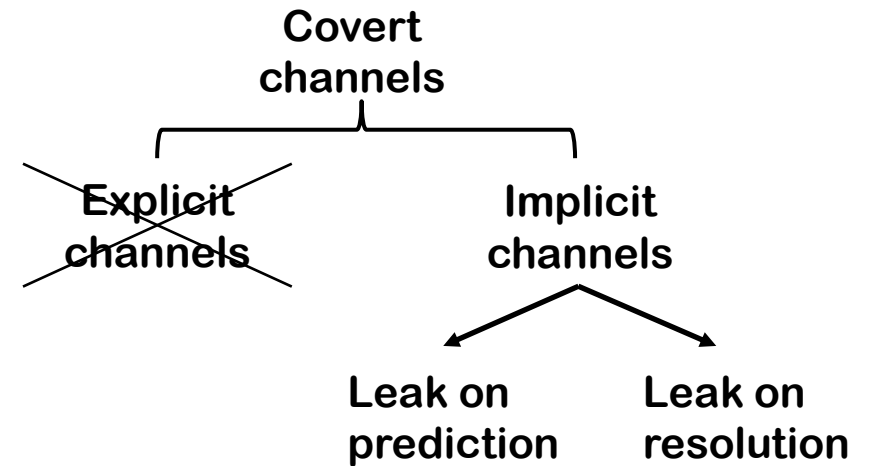 Covert
channels
Explicit
channels
Implicit
channels
Leak on
prediction
Leak on
resolution